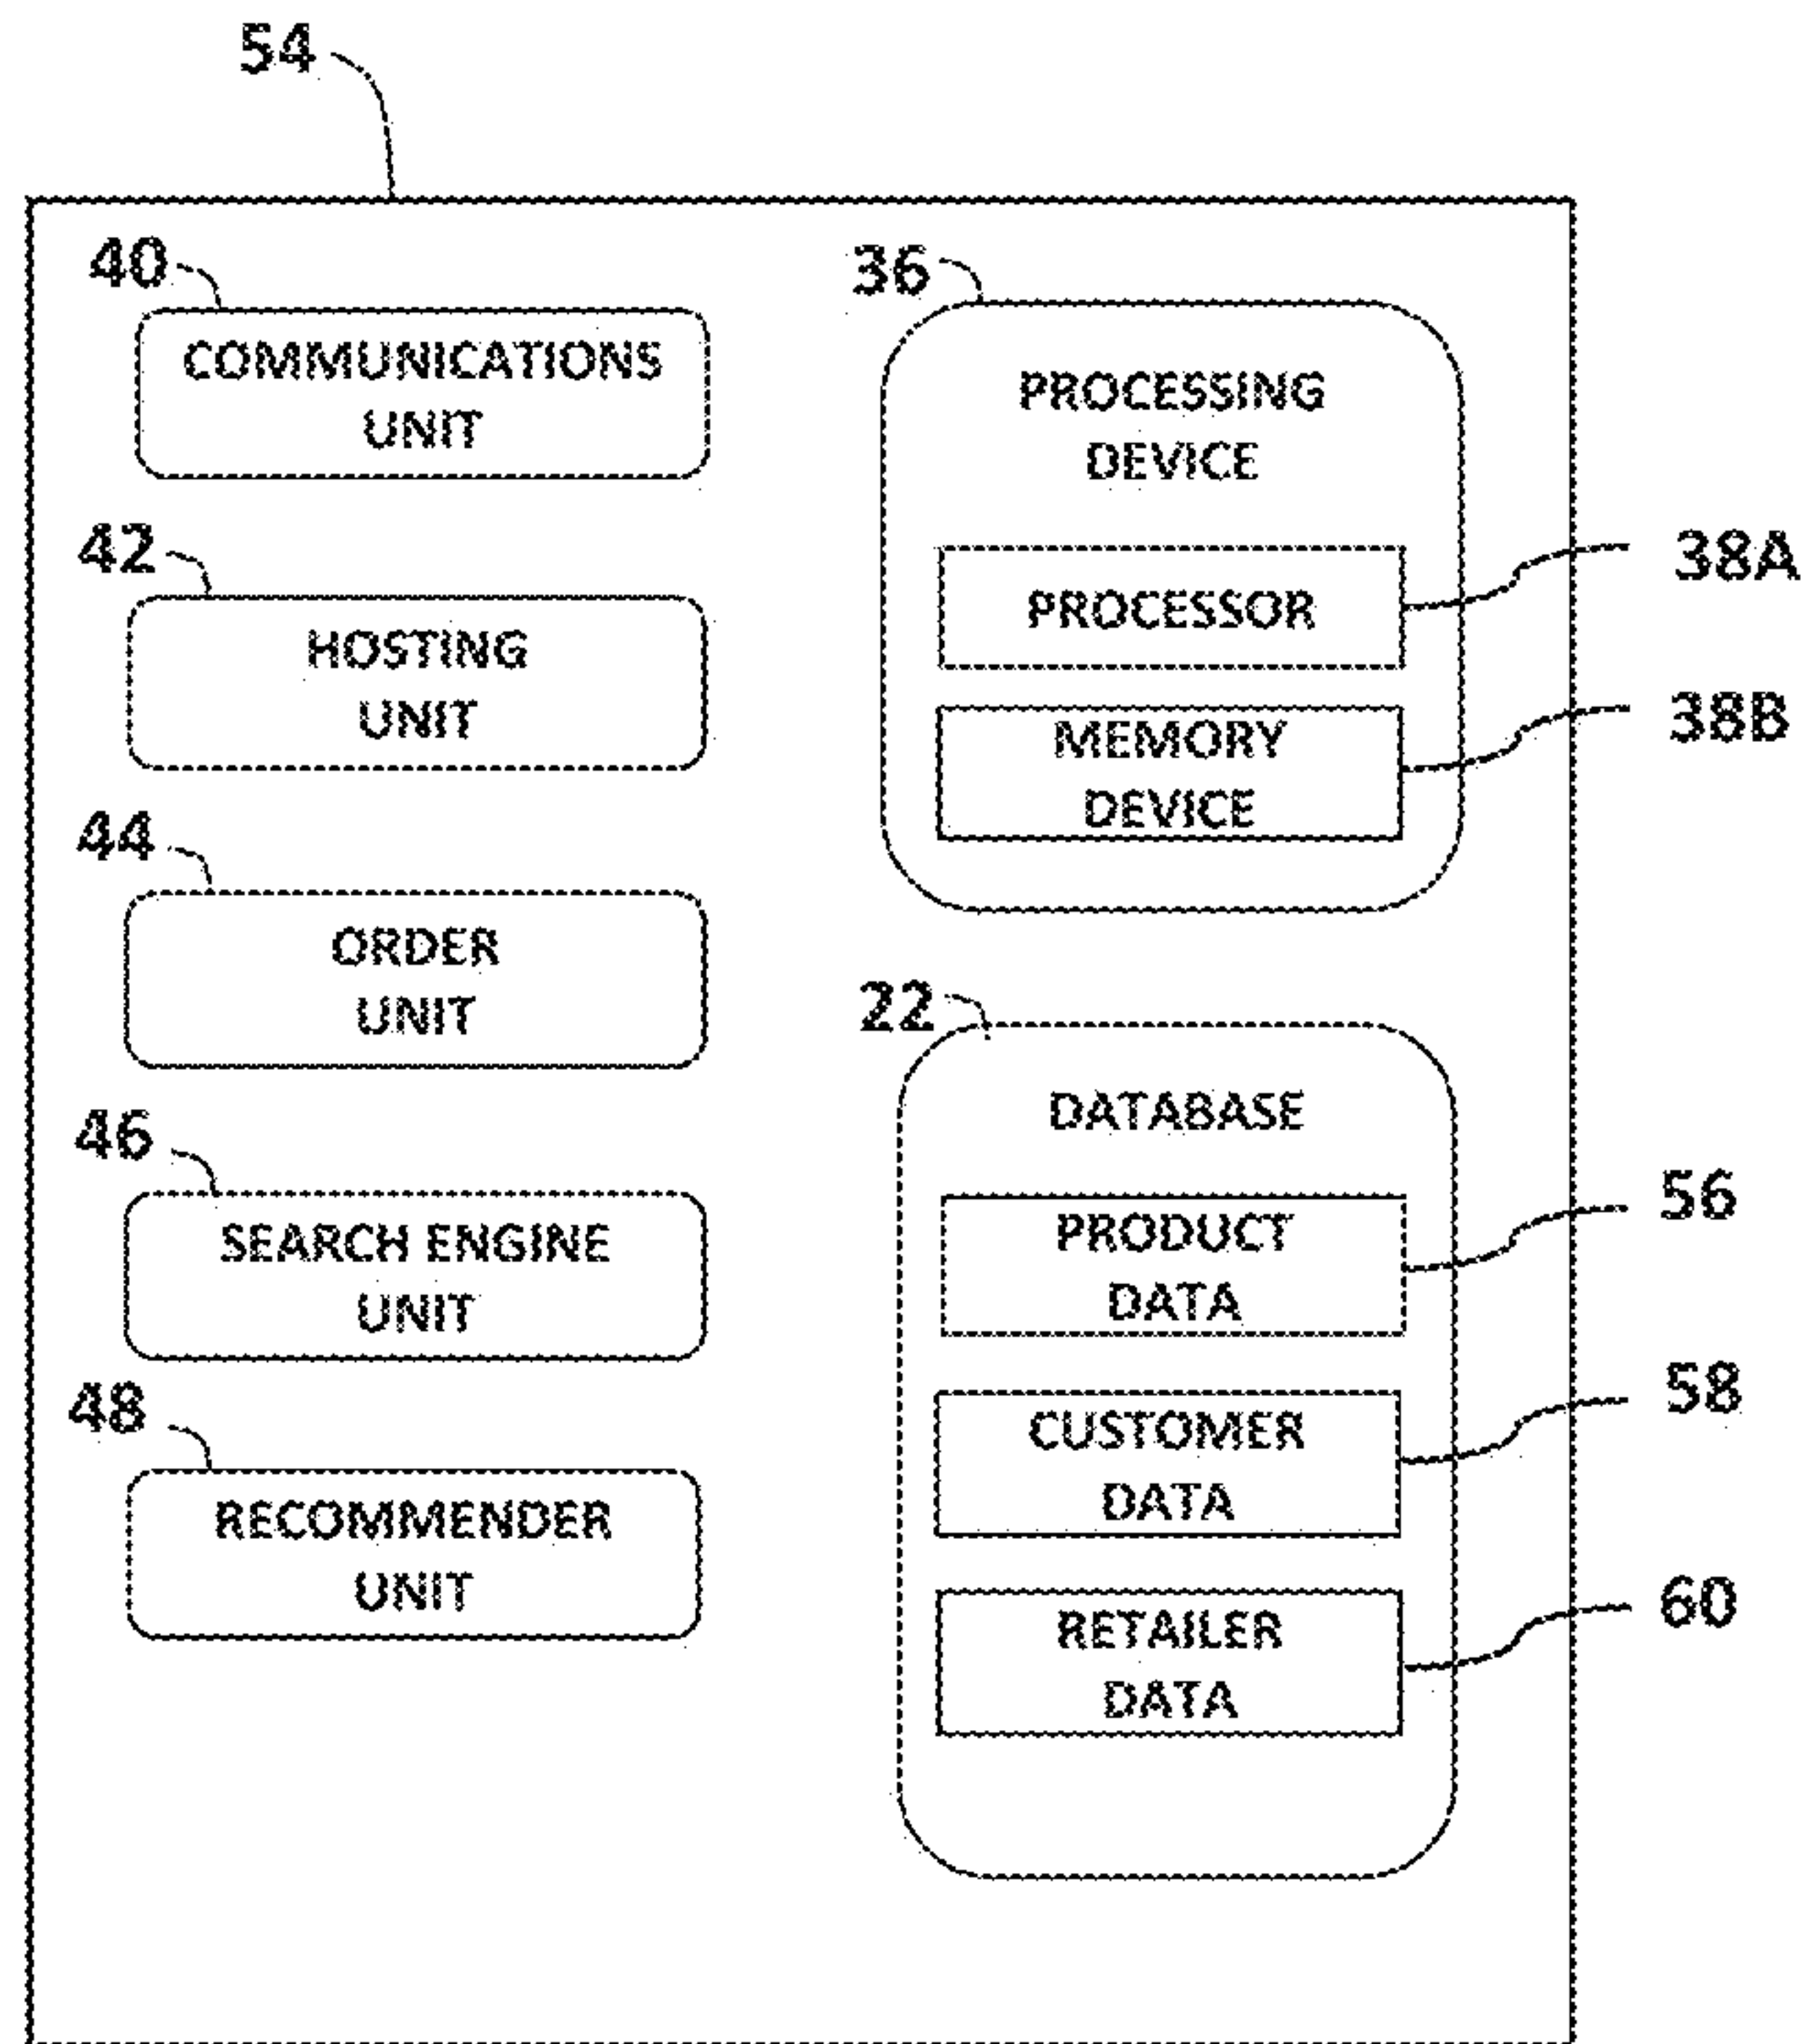 54
40
COMMUNICATIONS
UNIT
42
HOSTING
UNIT
44
ORDER
UNIT
46
SEARCH ENGINE
UNIT
48
RECOMMENDER
UNIT
36
PROCESSING
DEVICE
PROCESSOR
38A
MEMORY
DEVICE
38B
22
DATABASE
PRODUCT
DATA
56
CUSTOMER
DATA
58
RETAILER
DATA
60